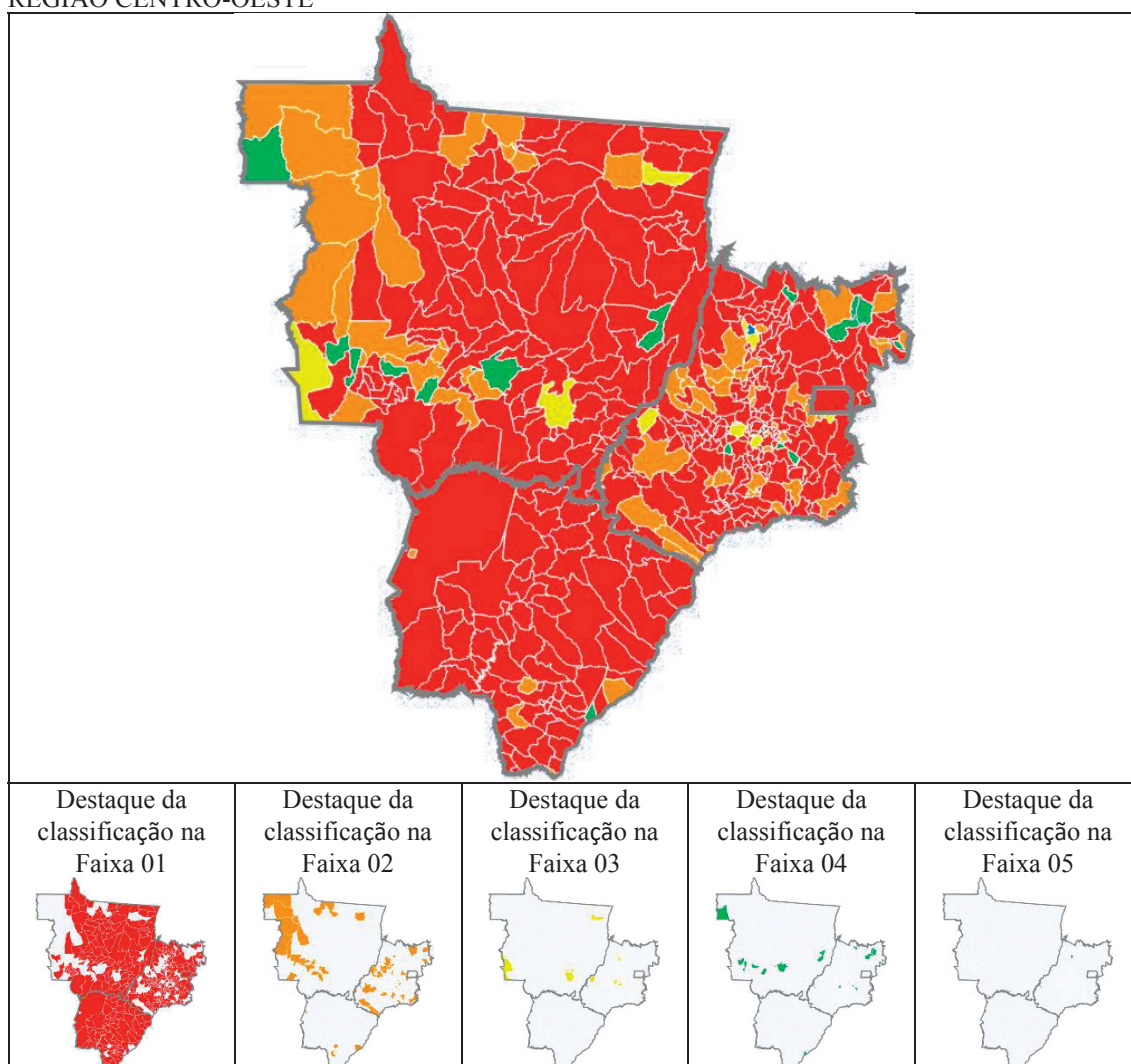 REGIÃO CENTRO-OESTE
Destaque da
classificação na
Faixa 01
Destaque da
classificação na
Faixa 02
Destaque da
classificação na
Faixa 03
Destaque da
classificação na
Faixa 04
Destaque da
classificação na
Faixa 05